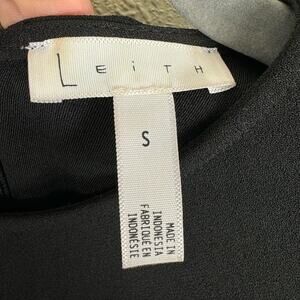 LEiTH
S
MADE IN
INDONESIA
FABRIQUÉ EN
INDONÉSIE